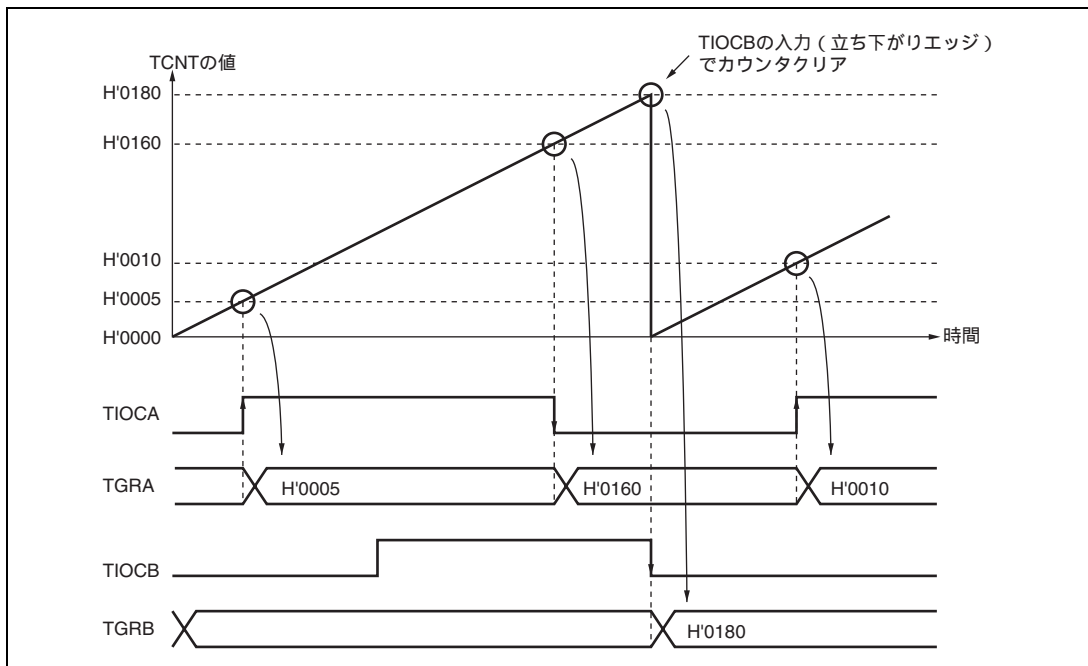 TIOCBの入力（立ち下がりエッジ）
でカウンタクリア
TCNTの値
H'0180
H'0160
H'0010
H'0005
H'0000
時間
TIOCA
TGRA
H'0005
H'0160
H'0010
TIOCB
TGRB
H'0180